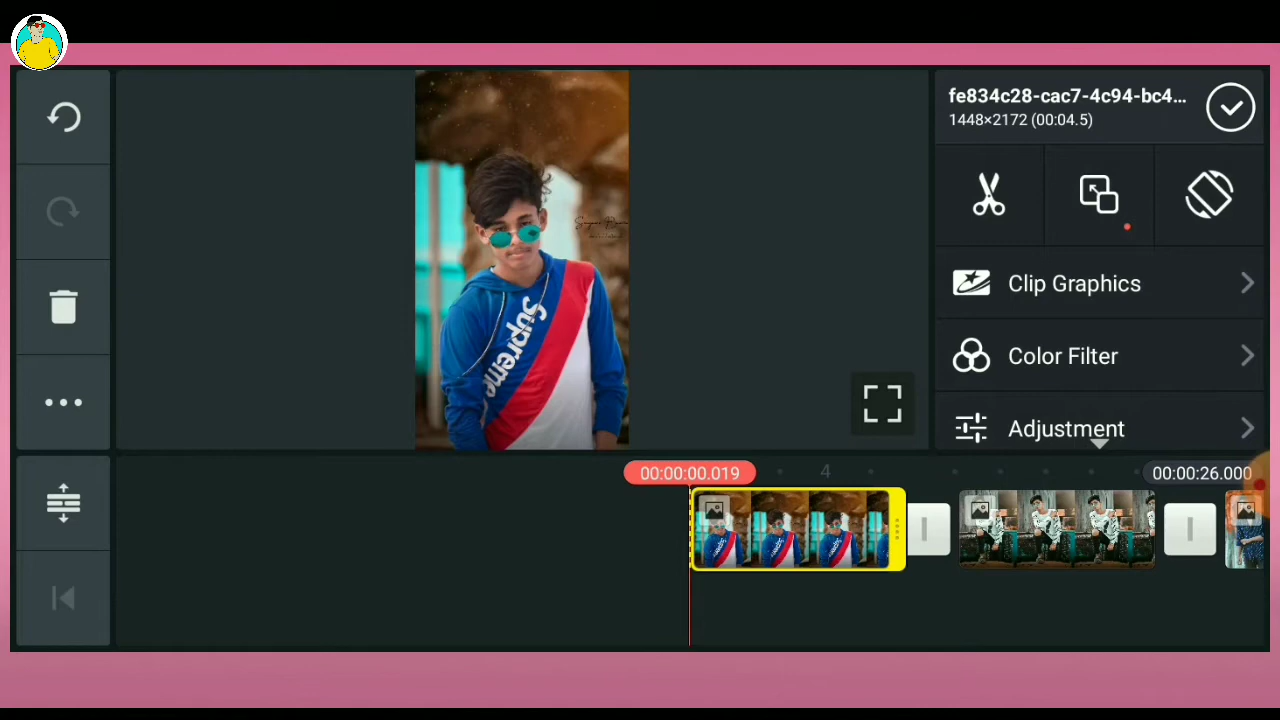 fe834c28-cac7-4c94-bc4...
1448×2172 (00:04.5)
Supreme
Clip Graphics
Color Filter
Adjustment
00:00:00.019
4
00:00:26.000